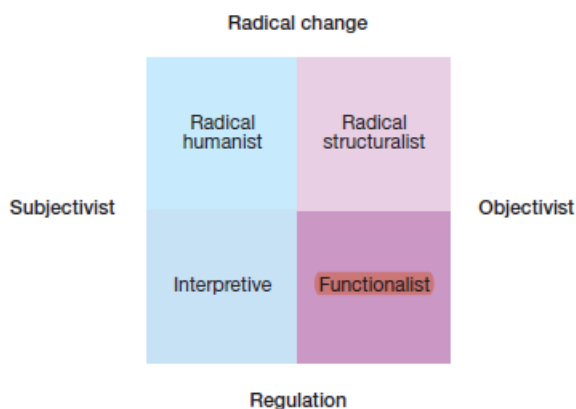 Radical change
Radical
humanist
Radical
structuralist
Subjectivist
Objectivist
Interpretive
Functionalist
Regulation